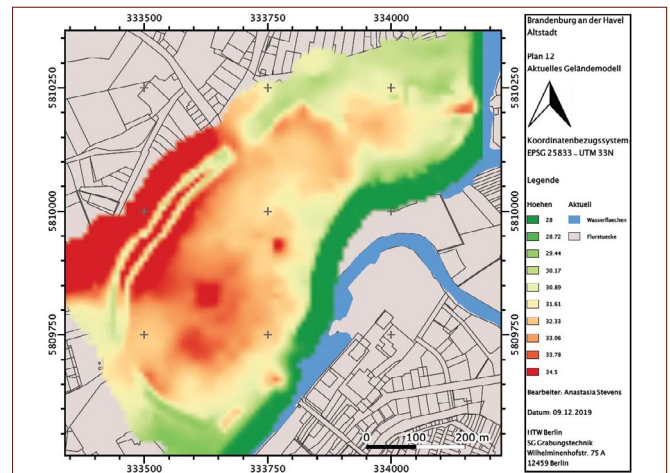 333500 333750 334000
5810250
5810000
5809750
5810250
5810000
5809750
333500 333750 334000
0 100 200 m
Brandenburg an der Havel
Altstadt
Plan 12
Aktuelles Geländemodell
Koordinatenbezugssystem
EPSG 25833 - UTM 33N
Legende
Hoehen Aktuell
28 Wasserflaechen
28.72 Flurstuecke
29.44
30.17
30.89
31.61
32.33
33.06
33.78
34.5
Bearbeiter: Anastasia Stevens
Datum: 09.12.2019
HTW Berlin
SG Grabungstechnik
Wilhelminenhofstr. 75 A
12459 Berlin